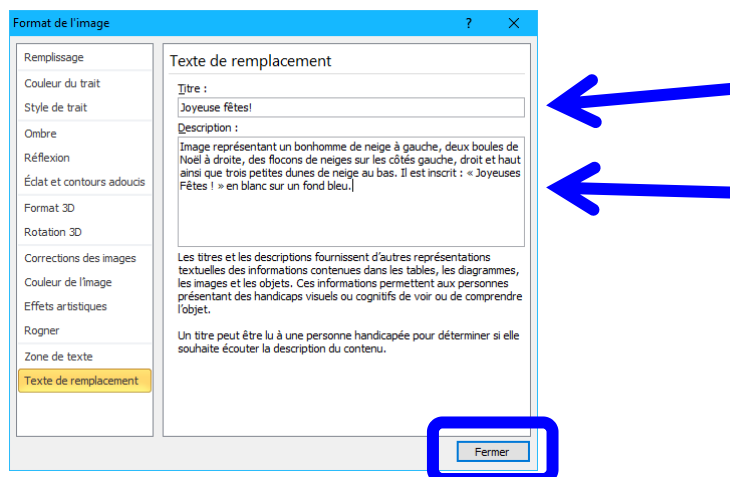 Format de l'image
?
Remplissage
Couleur du trait
Style de trait
Ombre
Réflexion
Éclat et contours adoucis
Format 3D
Rotation 3D
Corrections des images
Couleur de l'image
Effets artistiques
Rogner
Zone de texte
Texte de remplacement
Texte de remplacement
Titre :
Joyeuse fêtes!
Description :
Image représentant un bonhomme de neige à gauche, deux boules de
Noël à droite, des flocons de neiges sur les côtés gauche, droit et haut
ainsi que trois petites dunes de neige au bas. Il est inscrit : « Joyeuses
Fêtes ! » en blanc sur un fond bleu.
Les titres et les descriptions fournissent d'autres représentations
textuelles des informations contenues dans les tables, les diagrammes,
les images et les objets. Ces informations permettent aux personnes
présentant des handicaps visuels ou cognitifs de voir ou de comprendre
l'objet.
Un titre peut être lu à une personne handicapée pour déterminer si elle
souhaite écouter la description du contenu.
Fermer